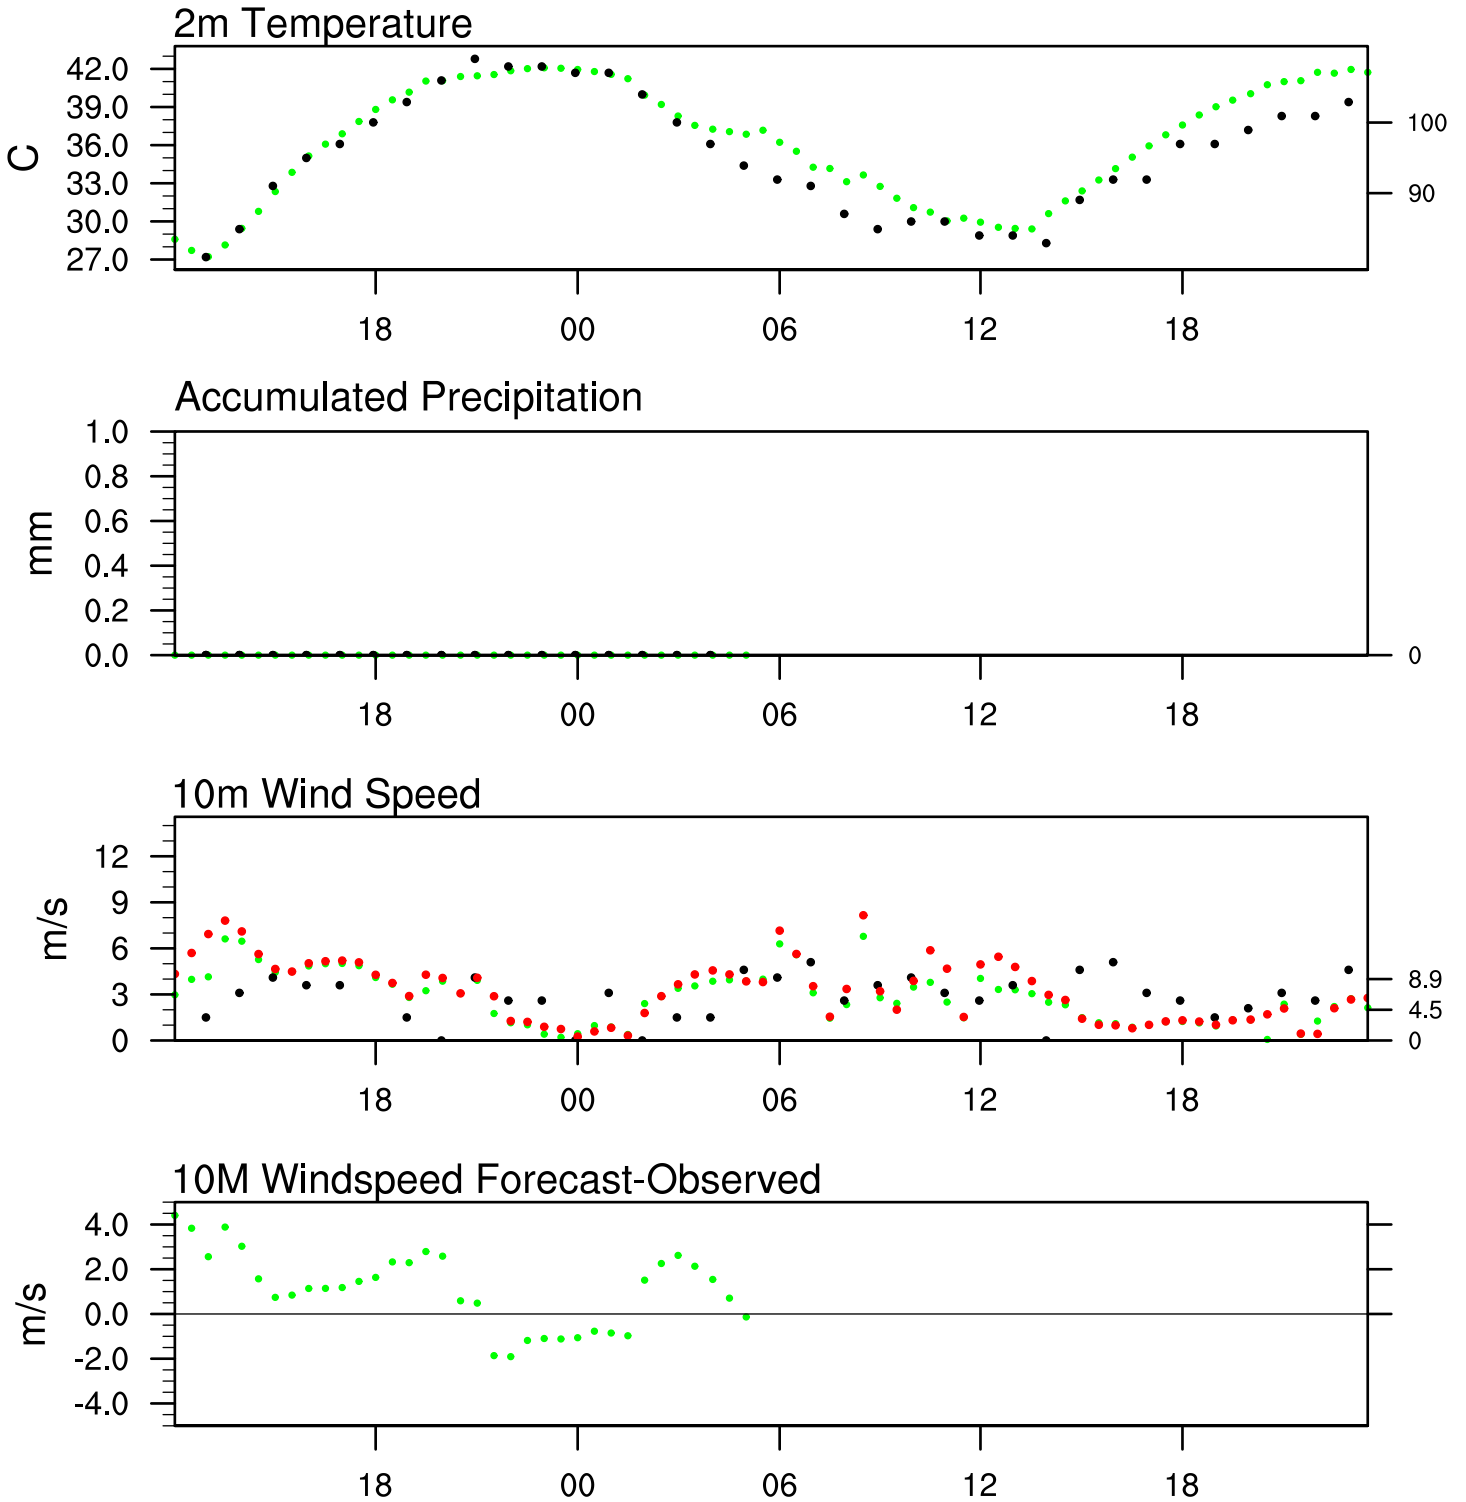 2m Temperature
42.0
39.0
36.0
33.0
30.0
27.0
C
100
90
18 00 06 12 18
Accumulated Precipitation
1.0
0.8
0.6
0.4
0.2
0.0
mm
0
18 00 06 12 18
10m Wind Speed
12
9
6
3
0
m/s
8.9
4.5
0
18 00 06 12 18
10M Windspeed Forecast-Observed
4.0
2.0
0.0
-2.0
-4.0
m/s
18 00 06 12 18